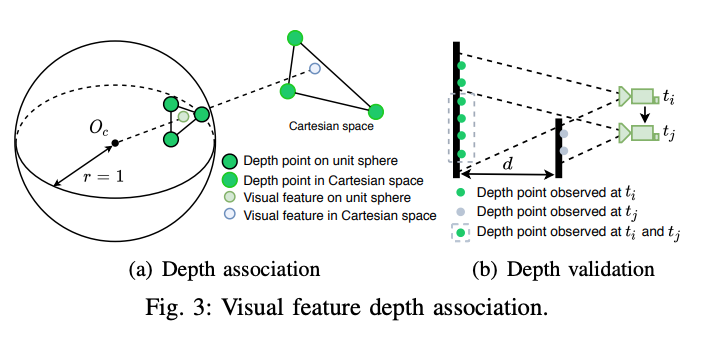 O_c
r = 1
Cartesian space
Depth point on unit sphere
Depth point in Cartesian space
Visual feature on unit sphere
Visual feature in Cartesian space
(a) Depth association
t_i
t_j
d
Depth point observed at t_i
Depth point observed at t_j
Depth point observed at t_i and t_j
(b) Depth validation
Fig. 3: Visual feature depth association.